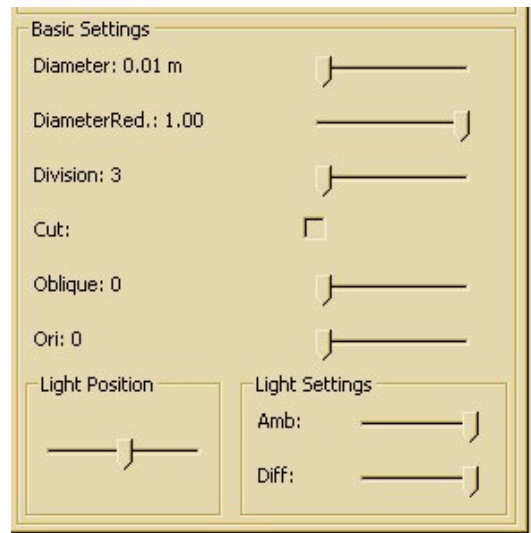 Basic Settings
Diameter: 0.01 m
DiameterRed.: 1.00
Division: 3
Cut:
Oblique: 0
Ori: 0
Light Position
Light Settings
Amb:
Diff: